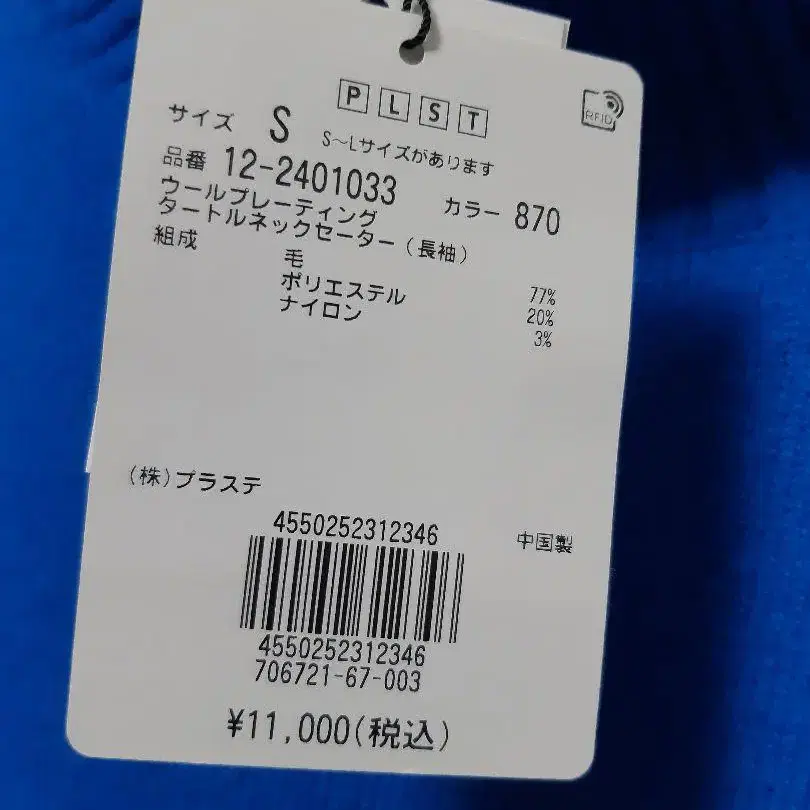 PLST
RFID
サイズ S S～Lサイズがあります
品番 12-2401033 カラー 870
ウールプレーティング
タートルネックセーター（長袖）
組成 毛 77%
ポリエステル 20%
ナイロン 3%
(株)プラステ
4550252312346
中国製
4550252312346
706721-67-003
¥11,000(税込)